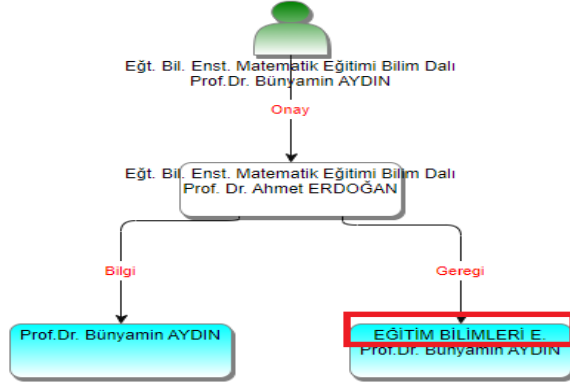 Eğt. Bil. Enst. Matematik Eğitimi Bilim Dalı
Prof.Dr. Bünyamin AYDIN
Onay
Eğt. Bil. Enst. Matematik Eğitimi Bilim Dalı
Prof. Dr. Ahmet ERDOĞAN
Bilgi
Geregi
Prof.Dr. Bünyamin AYDIN
EĞİTİM BİLİMLERİ E.
Prof.Dr. Bünyamin AYDIN